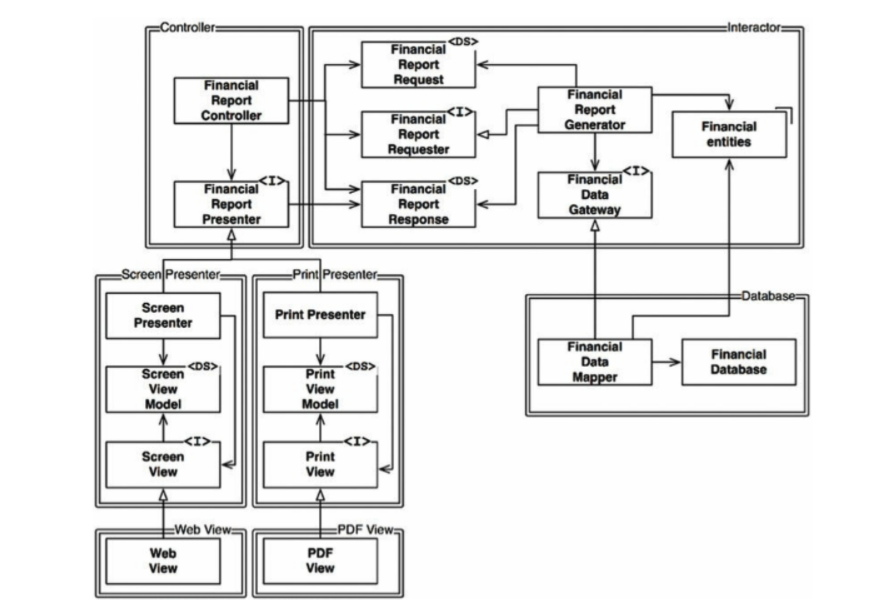 Controller
Interactor
Financial
Report
Controller
<I>
Financial
Report
Presenter
<DS>
Financial
Report
Request
<I>
Financial
Report
Requester
<DS>
Financial
Report
Response
Financial
Report
Generator
<I>
Financial
Data
Gateway
Financial
entities
Screen Presenter
Screen
Presenter
<DS>
Screen
View
Model
<I>
Screen
View
Print Presenter
Print Presenter
<DS>
Print
View
Model
<I>
Print
View
Database
Financial
Data
Mapper
Financial
Database
Web View
Web
View
PDF View
PDF
View